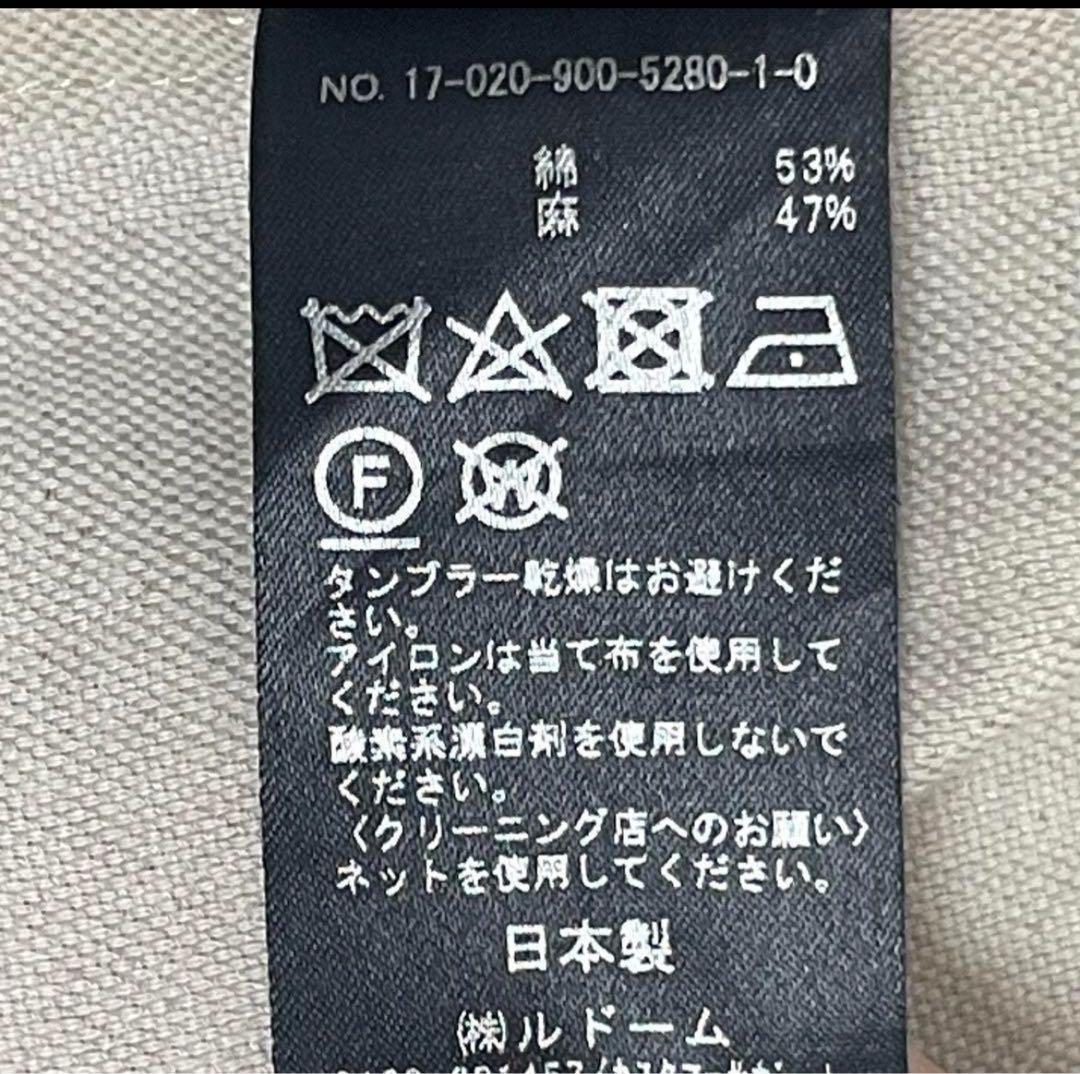 NO. 17-020-900-5280-1-0
綿 53%
麻 47%
F
W
タンブラー乾燥はお避けくだ
さい。
アイロンは当て布を使用して
ください。
酸素系漂白剤を使用しないで
ください。
〈クリーニング店へのお願い〉
ネットを使用してください。
日本製
㈱ルドーム